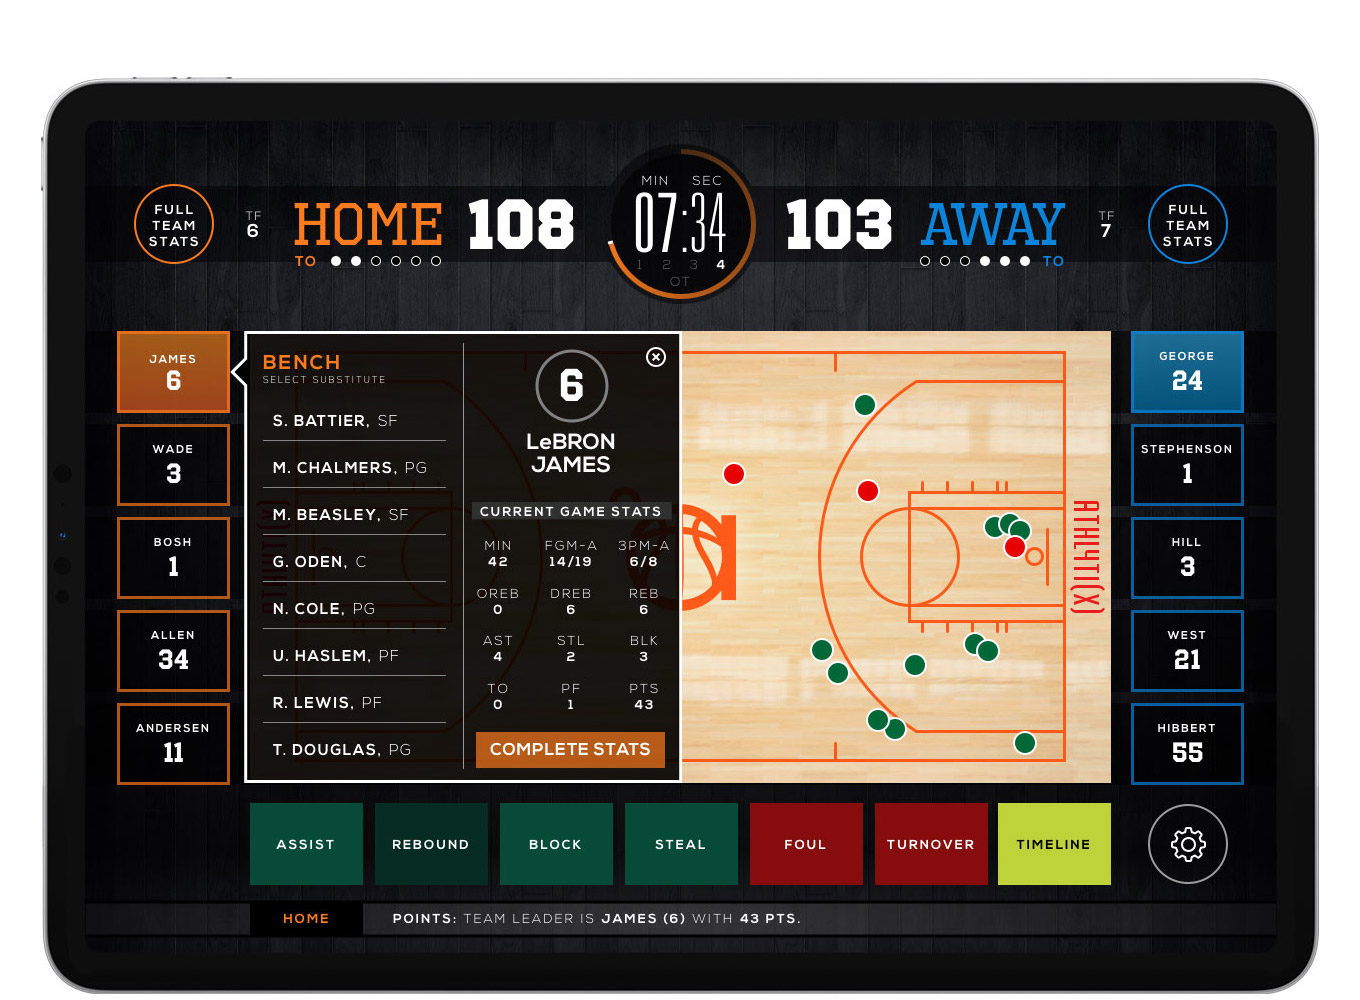 MIN SEC
FULL
TEAM
STATS
TF
6
HOME
108
07:34
103
AWAY
TF
7
FULL
TEAM
STATS
TO
1 2 3 4
TO
OT
JAMES
6
WADE
3
BOSH
1
ALLEN
34
ANDERSEN
11
BENCH
SELECT SUBSTITUTE
S. BATTIER, SF
M. CHALMERS, PG
M. BEASLEY, SF
G. ODEN, C
N. COLE, PG
U. HASLEM, PF
R. LEWIS, PF
T. DOUGLAS, PG
6
LeBRON
JAMES
CURRENT GAME STATS
MIN FGM-A 3PM-A
42 14/19 6/8
OREB DREB REB
0 6 6
AST STL BLK
4 2 3
TO PF PTS
0 1 43
COMPLETE STATS
ATHLYTI(X)
GEORGE
24
STEPHENSON
1
HILL
3
WEST
21
HIBBERT
55
ASSIST
REBOUND
BLOCK
STEAL
FOUL
TURNOVER
TIMELINE
HOME
POINTS: TEAM LEADER IS JAMES (6) WITH 43 PTS.